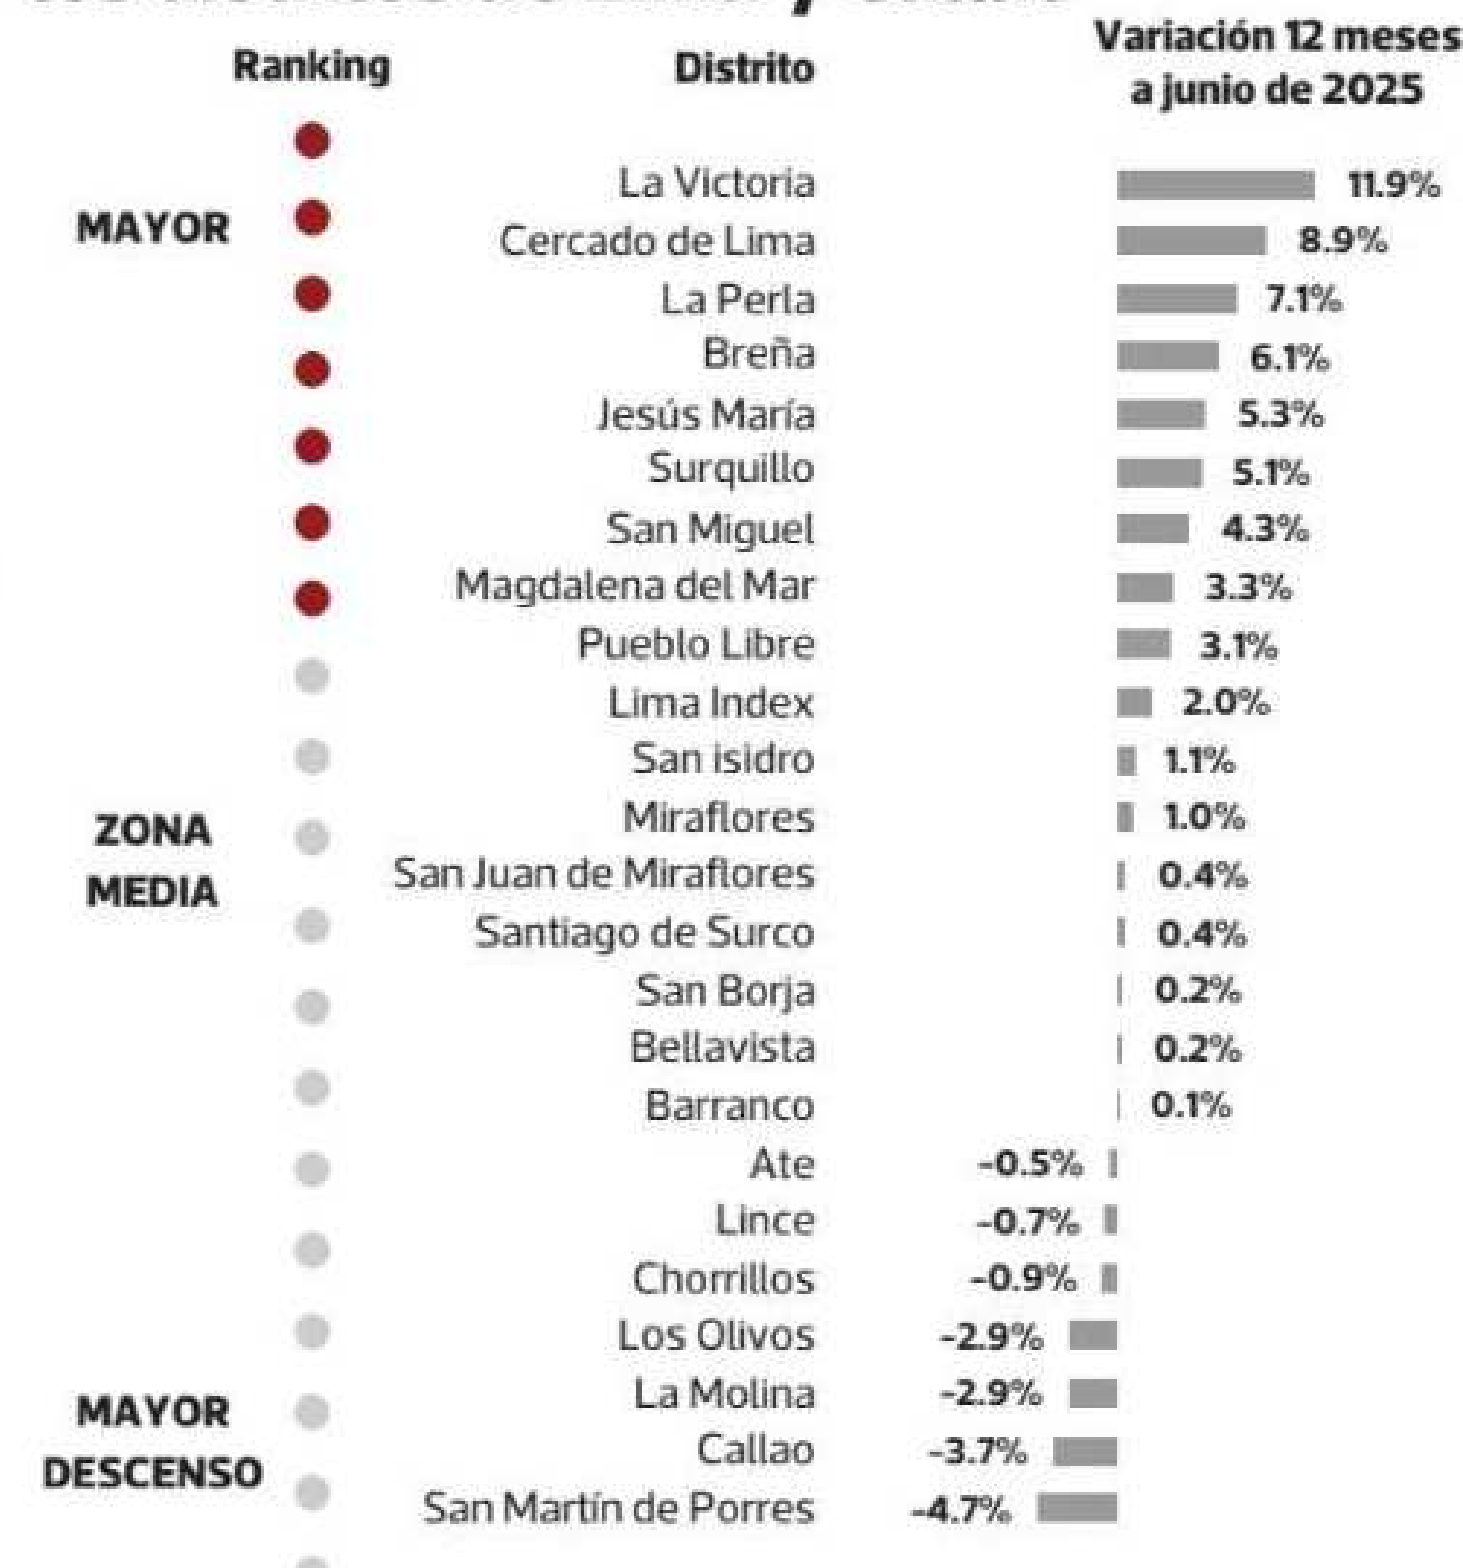 Ranking
Distrito
Variación 12 meses
a junio de 2025
MAYOR
La Victoria 11.9%
Cercado de Lima 8.9%
La Perla 7.1%
Breña 6.1%
Jesús María 5.3%
Surquillo 5.1%
San Miguel 4.3%
Magdalena del Mar 3.3%
Pueblo Libre 3.1%
Lima Index 2.0%
San isidro 1.1%
ZONA
MEDIA
Miraflores 1.0%
San Juan de Miraflores 0.4%
Santiago de Surco 0.4%
San Borja 0.2%
Bellavista 0.2%
Barranco 0.1%
Ate -0.5%
Lince -0.7%
Chorrillos -0.9%
Los Olivos -2.9%
La Molina -2.9%
MAYOR
DESCENSO
Callao -3.7%
San Martín de Porres -4.7%